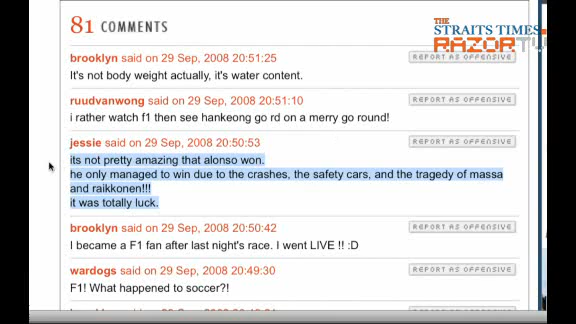 81 COMMENTS
THE
STRAITS TIMES
RAZORTV
brooklyn said on 29 Sep, 2008 20:51:25
REPORT AS OFFENSIVE
It's not body weight actually, it's water content.
ruudvanwong said on 29 Sep, 2008 20:51:10
REPORT AS OFFENSIVE
i rather watch f1 then see hankeong go rd on a merry go round!
jessie said on 29 Sep, 2008 20:50:53
REPORT AS OFFENSIVE
its not pretty amazing that alonso won.
he only managed to win due to the crashes, the safety cars, and the tragedy of massa
and raikkonen!!!
it was totally luck.
brooklyn said on 29 Sep, 2008 20:50:42
REPORT AS OFFENSIVE
I became a F1 fan after last night's race. I went LIVE !! :D
wardogs said on 29 Sep, 2008 20:49:30
REPORT AS OFFENSIVE
F1! What happened to soccer?!